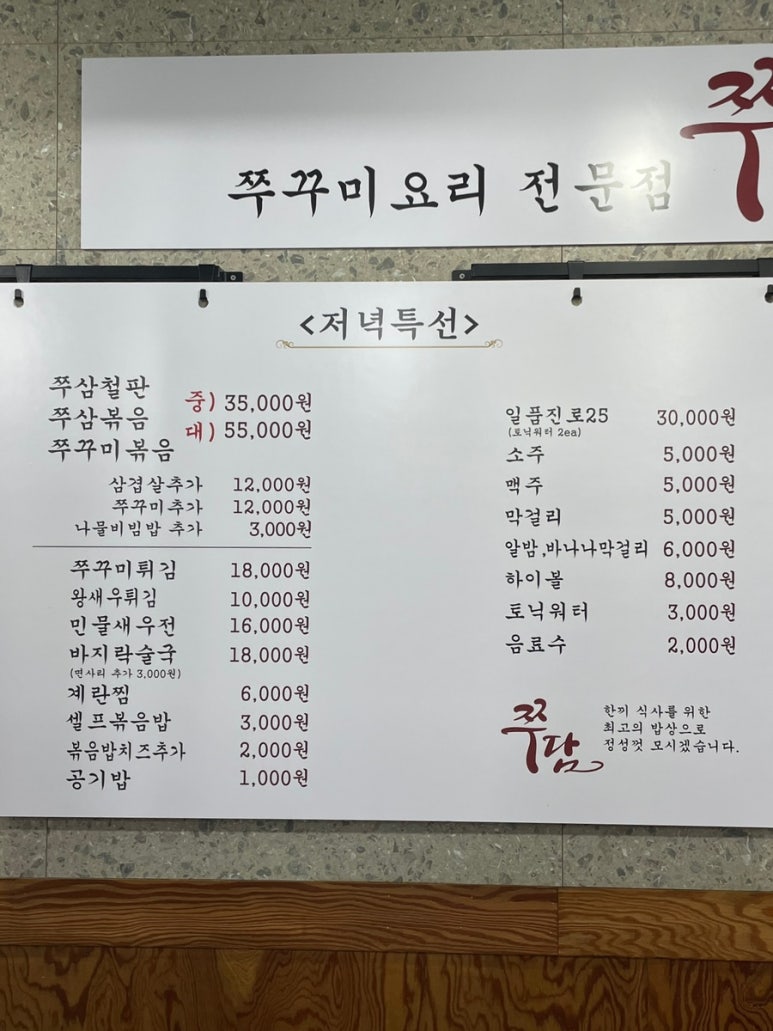 쭈꾸미요리 전문점 쭈
<저녁특선>
쭈삼철판
쭈삼볶음
쭈꾸미볶음
중) 35,000원
대) 55,000원
삼겹살추가 12,000원
쭈꾸미추가 12,000원
나물비빔밥 추가 3,000원
쭈꾸미튀김 18,000원
왕새우튀김 10,000원
민물새우전 16,000원
바지락술국 18,000원
(면사리 추가 3,000원)
계란찜 6,000원
셀프볶음밥 3,000원
볶음밥치즈추가 2,000원
공기밥 1,000원
일품진로25 30,000원
(토닉워터 2ea)
소주 5,000원
맥주 5,000원
막걸리 5,000원
알밤,바나나막걸리 6,000원
하이볼 8,000원
토닉워터 3,000원
음료수 2,000원
쭈담
한끼 식사를 위한
최고의 밥상으로
정성껏 모시겠습니다.